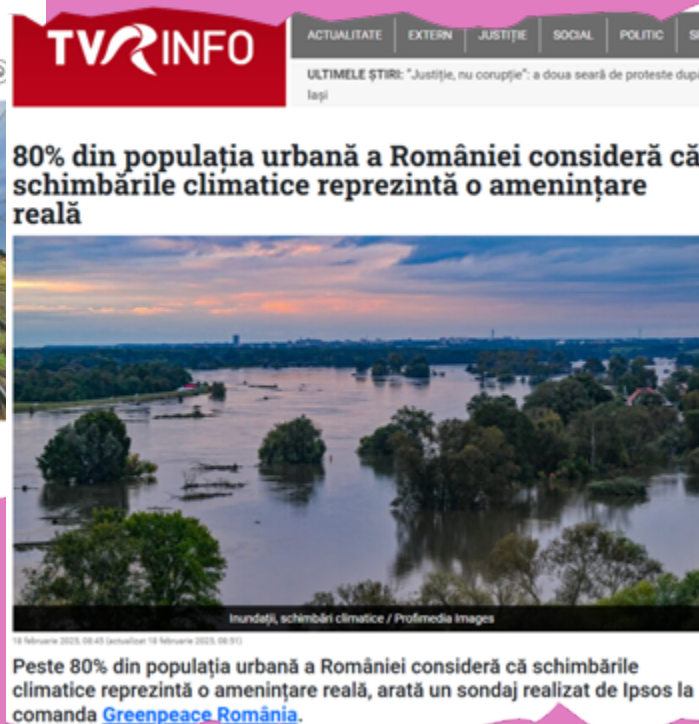 TVR INFO
ACTUALITATE EXTERN JUSTIȚIE SOCIAL POLITIC
ULTIMELE ȘTIRI: "Justiție, nu corupție": a doua seară de proteste după
Iași
80% din populația urbană a României consideră că
schimbările climatice reprezintă o amenințare
reală
Inundații, schimbări climatice / Profimedia Images
18 februarie 2025, 08:45 (actualizat 18 februarie 2025, 08:51)
Peste 80% din populația urbană a României consideră că schimbările
climatice reprezintă o amenințare reală, arată un sondaj realizat de Ipsos la
comanda Greenpeace România.